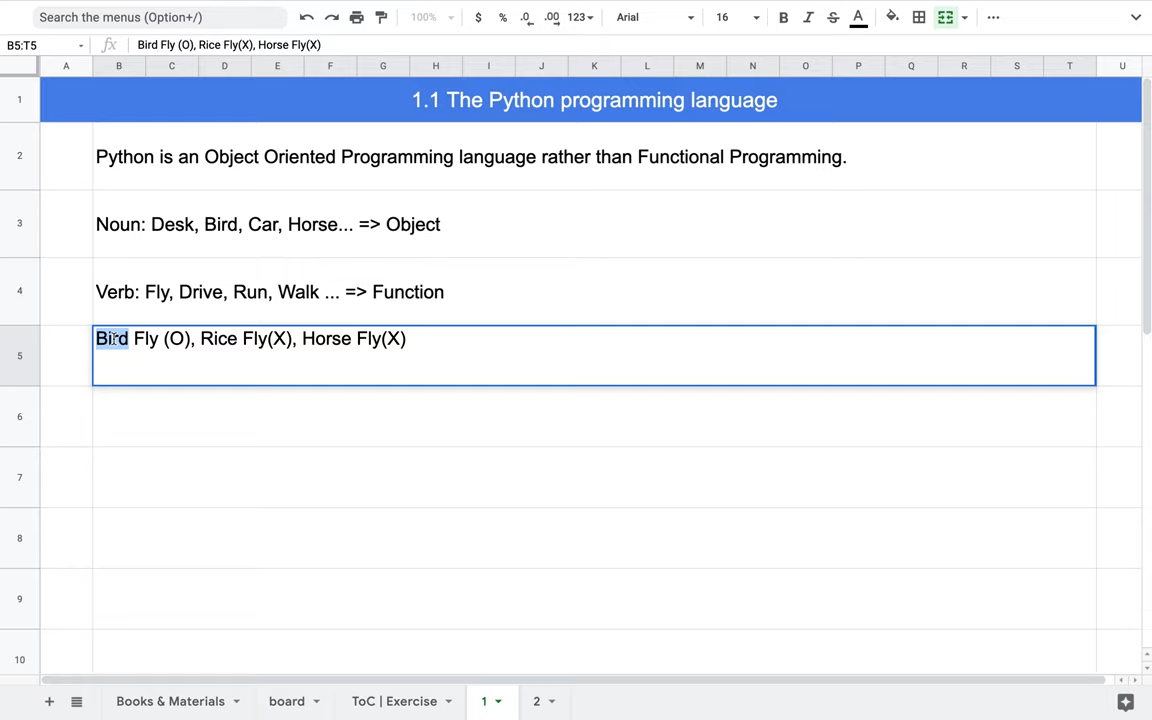 Search the menus (Option+/)
100%
$ % .0 .00 123
Arial
16
B I S A
B5:T5
fx
Bird Fly (O), Rice Fly(X), Horse Fly(X)
A B C D E F G H I J K L M N O P Q R S T U
1 1.1 The Python programming language
2 Python is an Object Oriented Programming language rather than Functional Programming.
3 Noun: Desk, Bird, Car, Horse... => Object
4 Verb: Fly, Drive, Run, Walk ... => Function
5 Bird Fly (O), Rice Fly(X), Horse Fly(X)
6
7
8
9
10
Books & Materials board ToC | Exercise 1 2